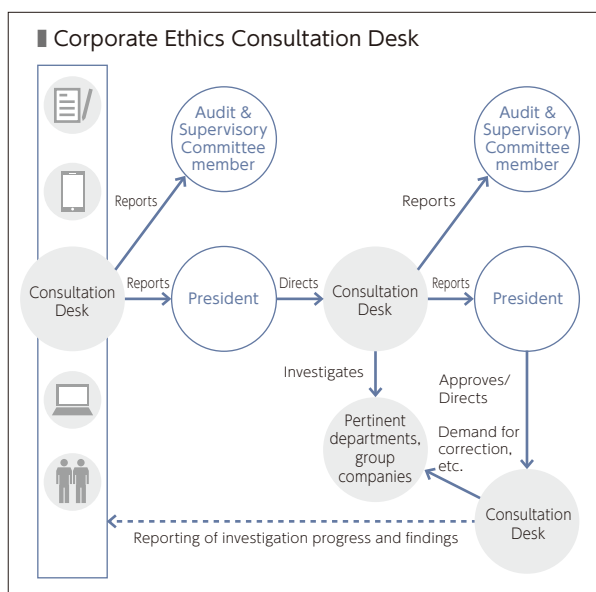 Corporate Ethics Consultation Desk
Audit &
Supervisory
Committee
member
Audit &
Supervisory
Committee
member
Reports
Reports
Consultation
Desk
Reports
President
Directs
Consultation
Desk
Reports
President
Investigates
Approves/
Directs
Pertinent
departments,
group
companies
Demand for
correction,
etc.
Consultation
Desk
Reporting of investigation progress and findings